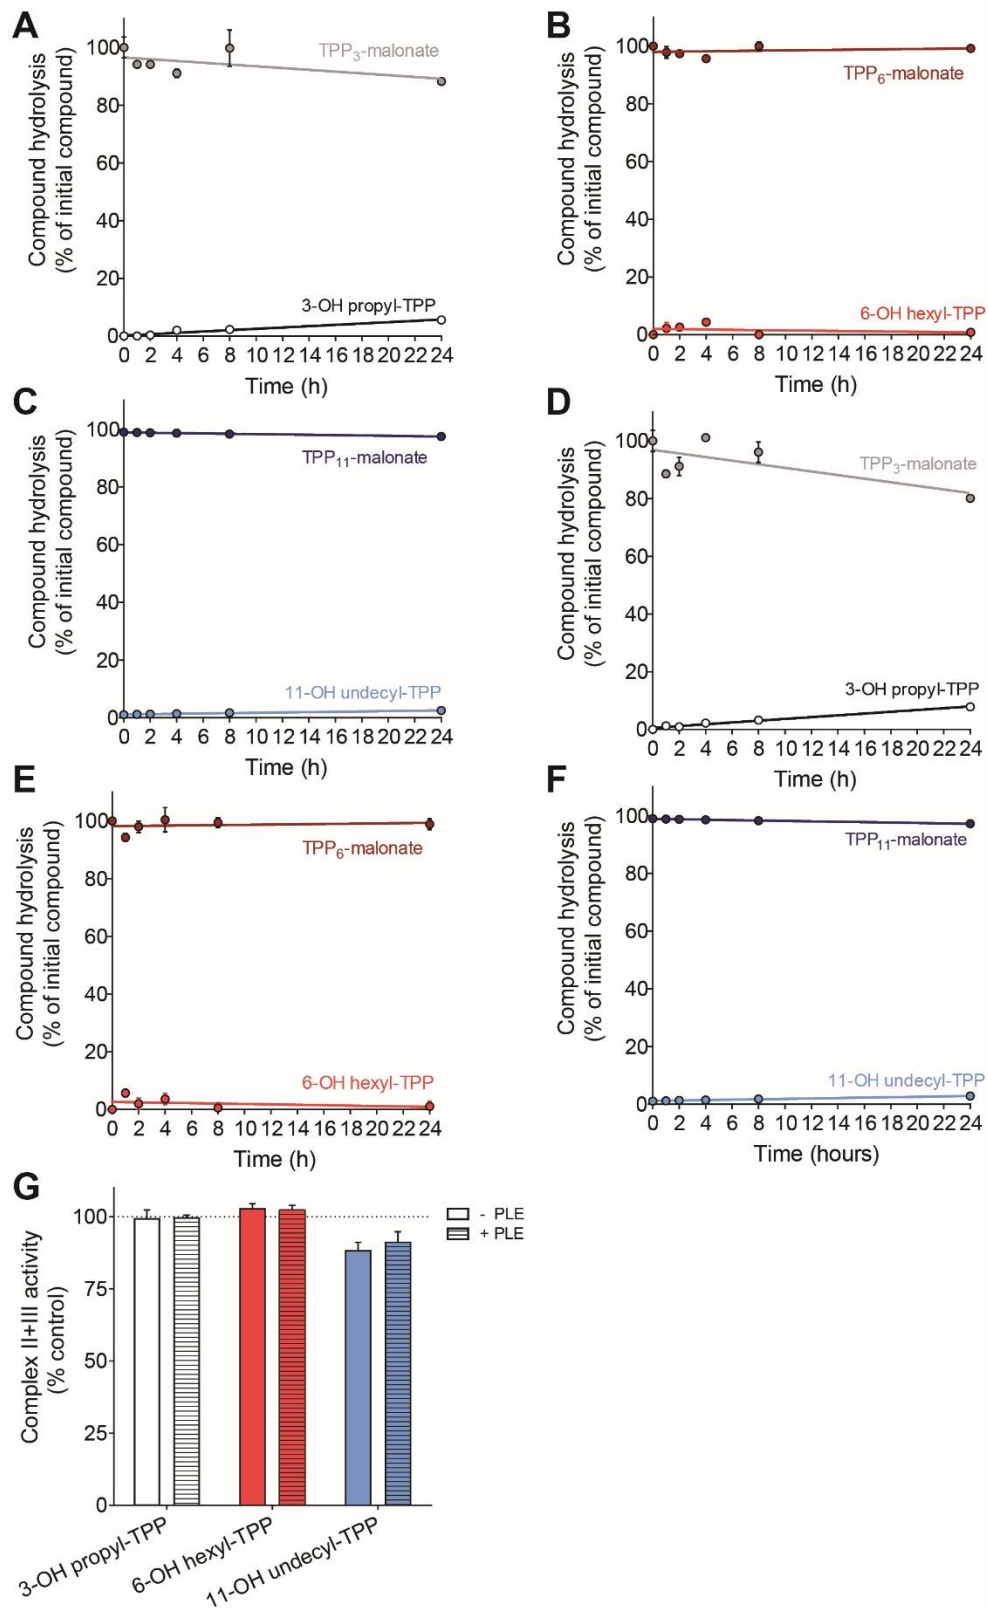 A
Compound hydrolysis
(% of initial compound)
100
80
60
40
20
0
TPP3-malonate
3-OH propyl-TPP
0 2 4 6 8 10 12 14 16 18 20 22 24
Time (h)
B
Compound hydrolysis
(% of initial compound)
100
80
60
40
20
0
TPP6-malonate
6-OH hexyl-TPP
0 2 4 6 8 10 12 14 16 18 20 22 24
Time (h)
C
Compound hydrolysis
(% of initial compound)
100
80
60
40
20
0
TPP11-malonate
11-OH undecyl-TPP
0 2 4 6 8 10 12 14 16 18 20 22 24
Time (h)
D
Compound hydrolysis
(% of initial compound)
100
80
60
40
20
0
TPP3-malonate
3-OH propyl-TPP
0 2 4 6 8 10 12 14 16 18 20 22 24
Time (h)
E
Compound hydrolysis
(% of initial compound)
100
80
60
40
20
0
TPP6-malonate
6-OH hexyl-TPP
0 2 4 6 8 10 12 14 16 18 20 22 24
Time (h)
F
Compound hydrolysis
(% of initial compound)
100
80
60
40
20
0
TPP11-malonate
11-OH undecyl-TPP
0 2 4 6 8 10 12 14 16 18 20 22 24
Time (hours)
G
Complex II+III activity
(% control)
100
75
50
25
0
- PLE
+ PLE
3-OH propyl-TPP
6-OH hexyl-TPP
11-OH undecyl-TPP